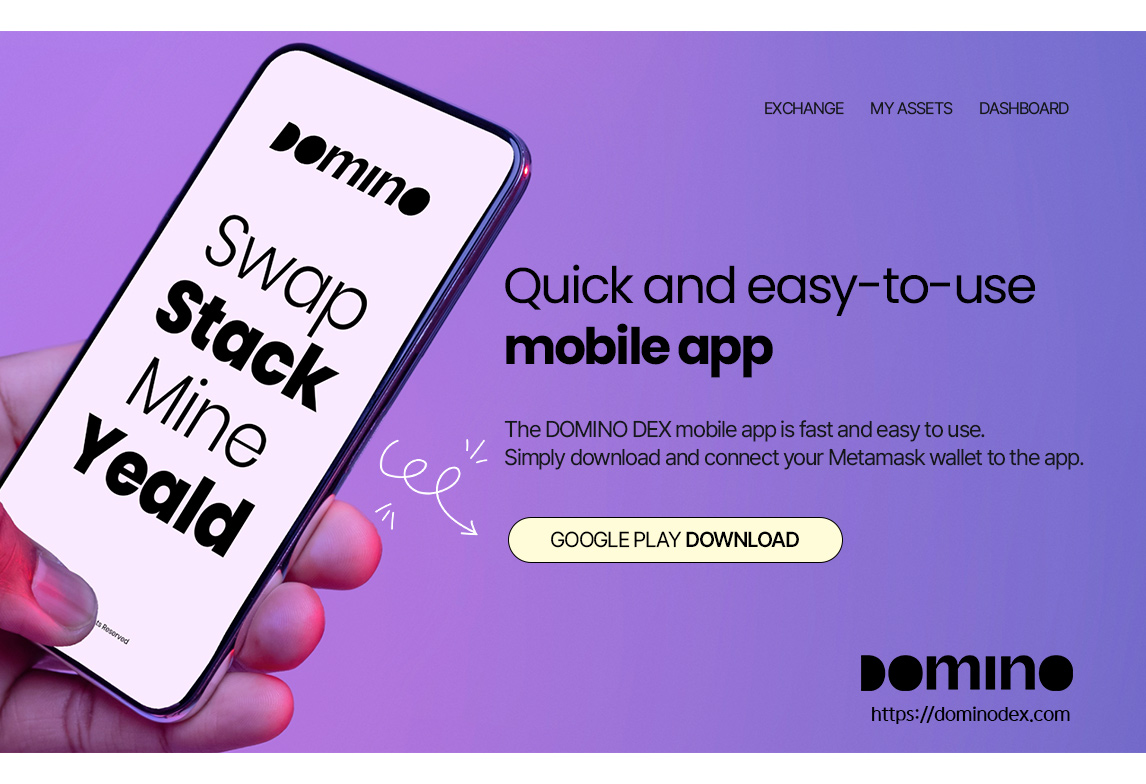 Domino
Swap
Stack
Mine
Yeald
ts Reserved
EXCHANGE MY ASSETS DASHBOARD
Quick and easy-to-use
mobile app
The DOMINO DEX mobile app is fast and easy to use.
Simply download and connect your Metamask wallet to the app.
GOOGLE PLAY DOWNLOAD
Domino
https://dominodex.com